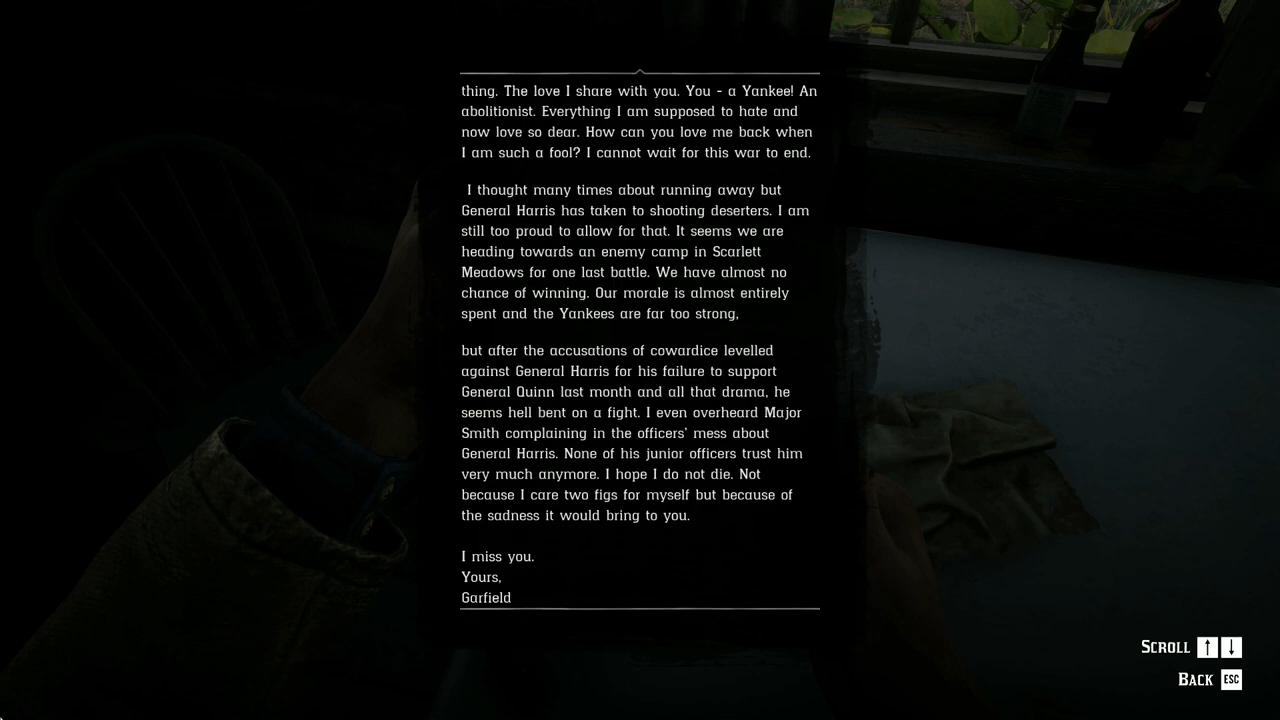 thing. The love I share with you. You - a Yankee! An
abolitionist. Everything I am supposed to hate and
now love so dear. How can you love me back when
I am such a fool? I cannot wait for this war to end.
I thought many times about running away but
General Harris has taken to shooting deserters. I am
still too proud to allow for that. It seems we are
heading towards an enemy camp in Scarlett
Meadows for one last battle. We have almost no
chance of winning. Our morale is almost entirely
spent and the Yankees are far too strong,
but after the accusations of cowardice levelled
against General Harris for his failure to support
General Quinn last month and all that drama, he
seems hell bent on a fight. I even overheard Major
Smith complaining in the officers' mess about
General Harris. None of his junior officers trust him
very much anymore. I hope I do not die. Not
because I care two figs for myself but because of
the sadness it would bring to you.
I miss you.
Yours,
Garfield
Scroll ↑ ↓
Back ESC